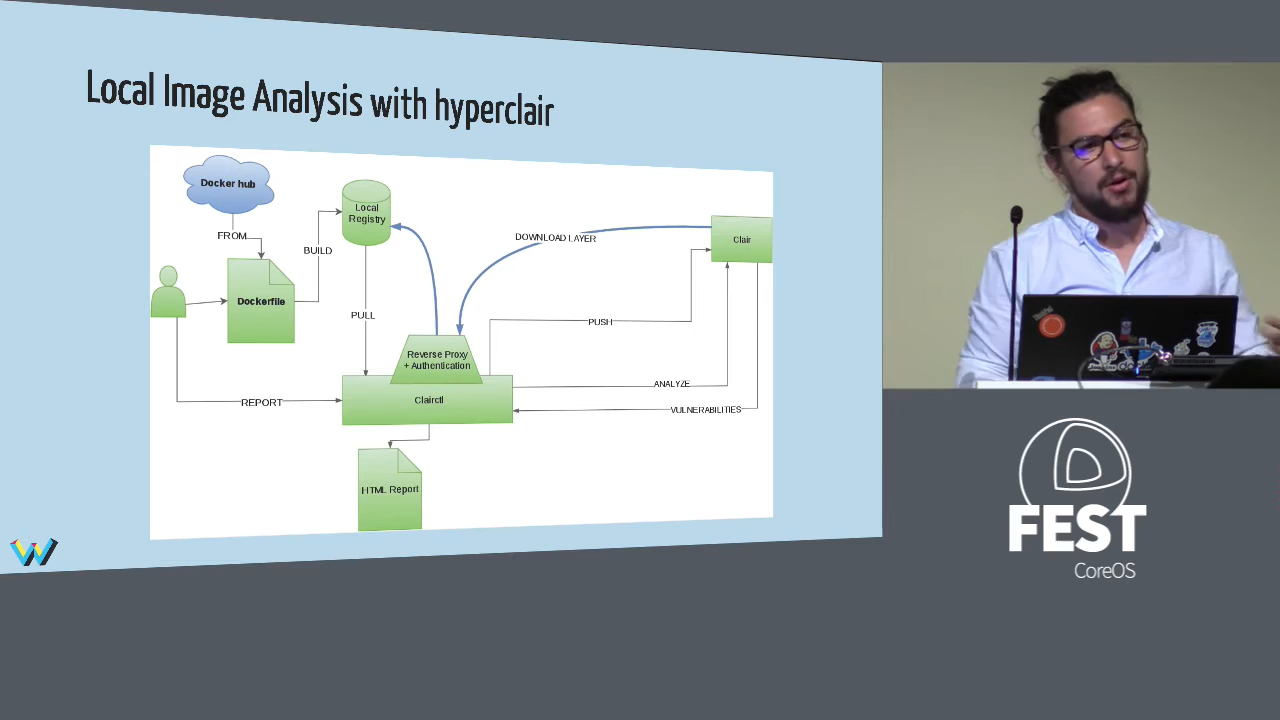 Local Image Analysis with hyperclair
Docker hub
FROM
BUILD
Local
Registry
Dockerfile
PULL
DOWNLOAD LAYER
Clair
PUSH
Reverse Proxy
+ Authentication
Clairctl
ANALYZE
VULNERABILITIES
REPORT
HTML Report
FEST
CoreOS